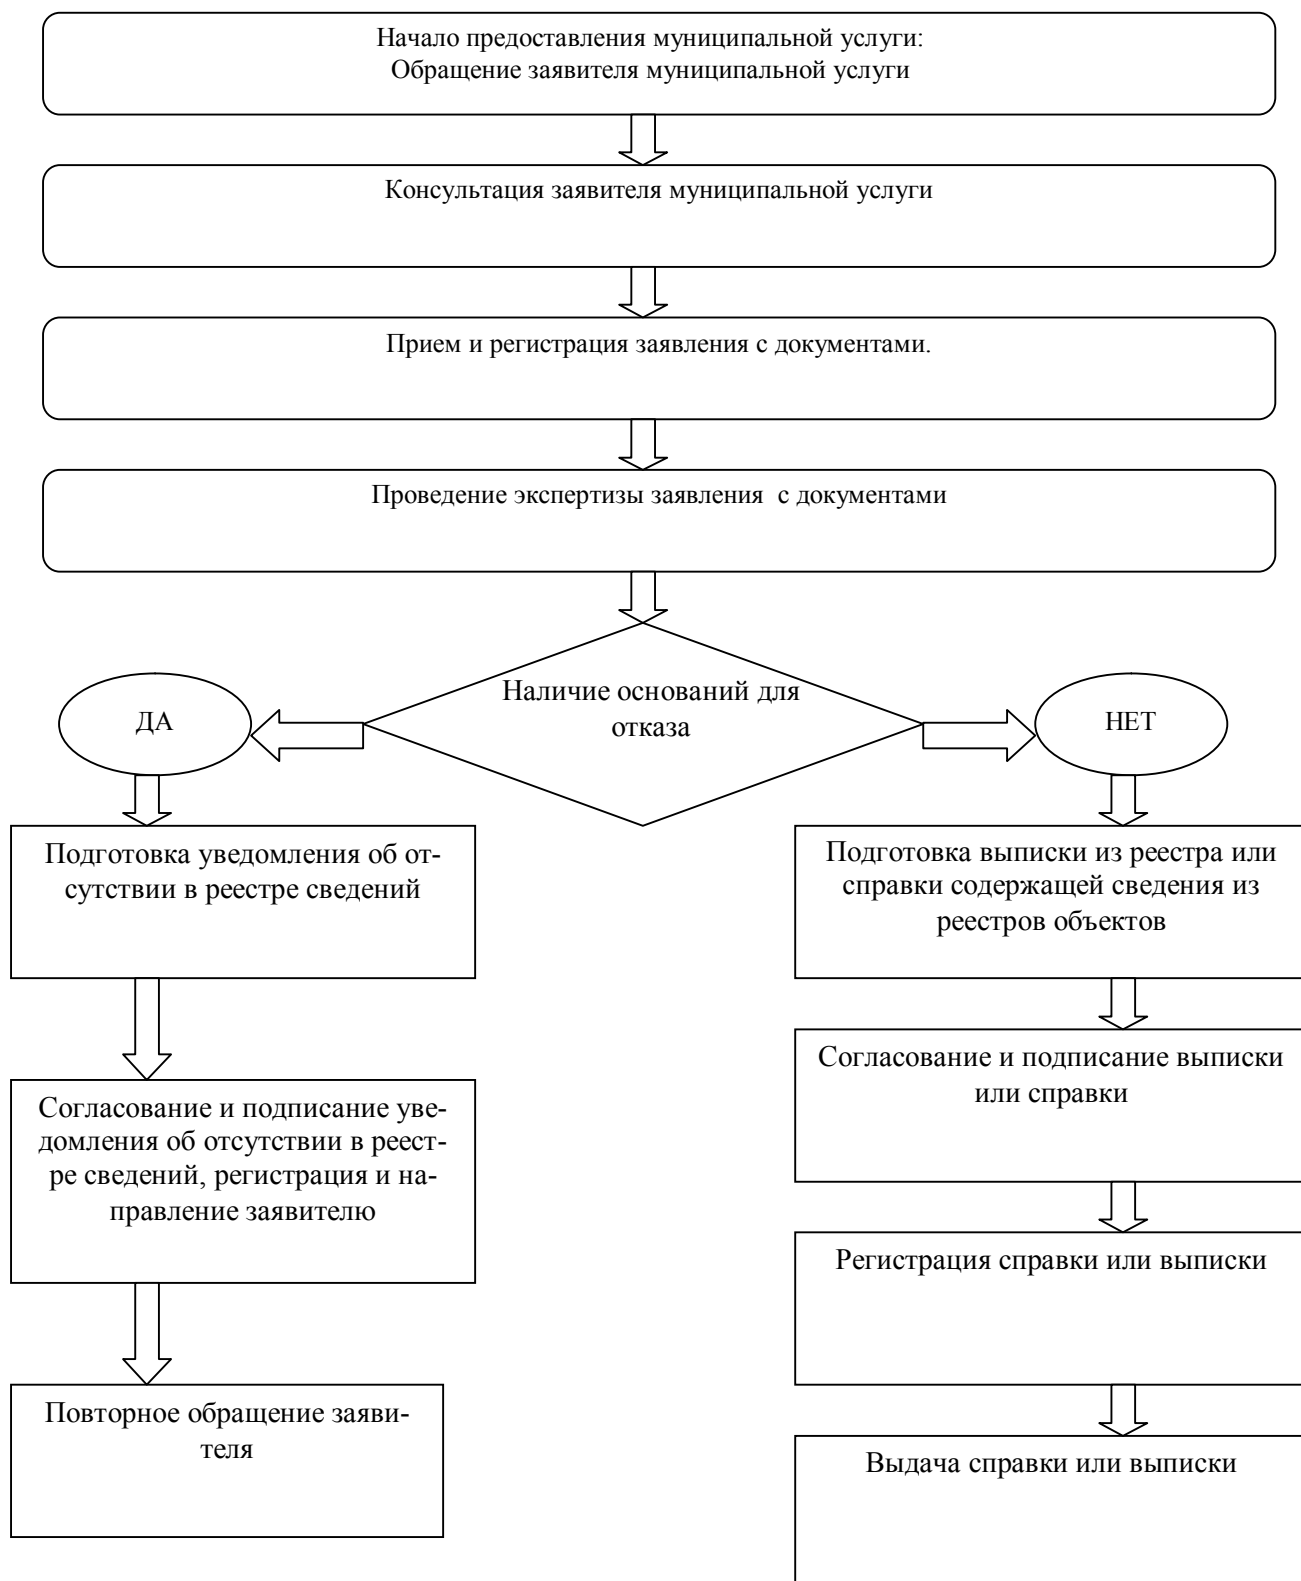 Начало предоставления муниципальной услуги:
Обращение заявителя муниципальной услуги
Консультация заявителя муниципальной услуги
Прием и регистрация заявления с документами.
Проведение экспертизы заявления  с документами
Наличие оснований для
отказа
ДА
НЕТ
Подготовка уведомления об от-
сутствии в реестре сведений
Согласование и подписание уве-
домления об отсутствии в реест-
ре сведений, регистрация и на-
правление заявителю
Повторное обращение заяви-
теля
Подготовка выписки из реестра или
справки содержащей сведения из
реестров объектов
Согласование и подписание выписки
или справки
Регистрация справки или выписки
Выдача справки или выписки